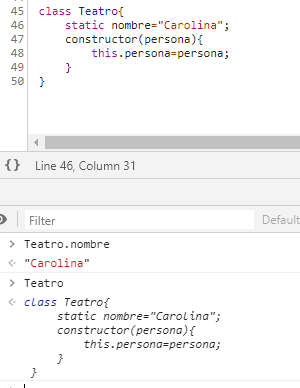 45 class Teatro{
46 static nombre="Carolina";
47 constructor(persona){
48 this.persona=persona;
49 }
50 }
{} Line 46, Column 31
Filter Default
> Teatro.nombre
< "Carolina"
> Teatro
< class Teatro{
static nombre="Carolina";
constructor(persona){
this.persona=persona;
}
}